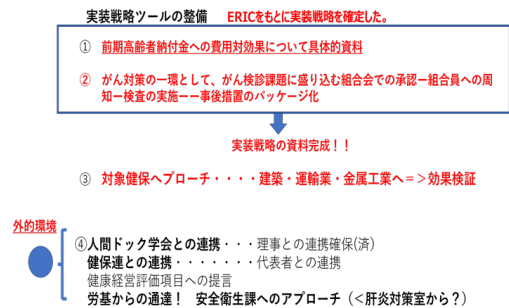 実装戦略ツールの整備　ERICをもとに実装戦略を確定した。
① 前期高齢者納付金への費用対効果について具体的資料
② がん対策の一環として、がん検診課題に盛り込む組合会での承認ー組合員への周
知ー検査の実施ーー事後措置のパッケージ化
実装戦略の資料完成！！
③ 対象健保へプローチ・・・・建築・運輸業・金属工業へ＝＞効果検証
外的環境
④人間ドック学会との連携・・・理事との連携確保(済)
健保連との連携・・・・・・・代表者との連携
健康経営評価項目への提言
労基からの通達！　安全衛生課へのアプローチ（＜肝炎対策室から？）